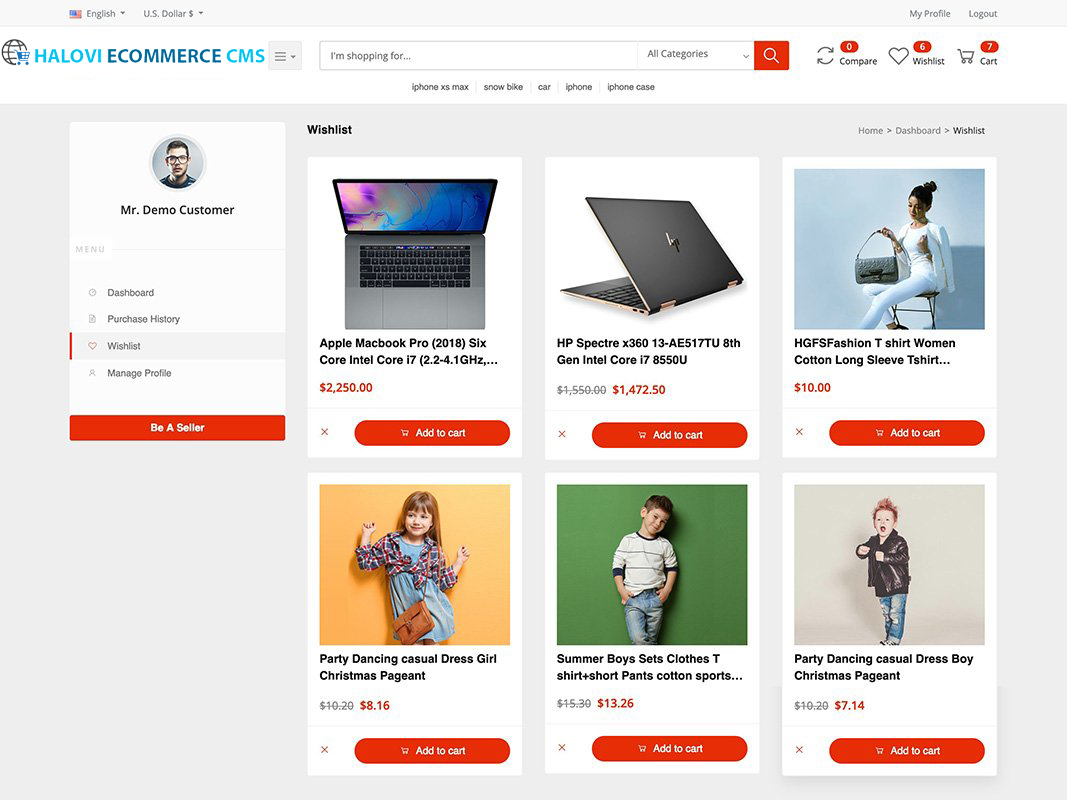 English
U.S. Dollar $
My Profile
Logout
HALOVI ECOMMERCE CMS
I'm shopping for...
All Categories
0
Compare
6
Wishlist
7
Cart
iphone xs max
snow bike
car
iphone
iphone case
Mr. Demo Customer
MENU
Dashboard
Purchase History
Wishlist
Manage Profile
Be A Seller
Wishlist
Home > Dashboard > Wishlist
Apple Macbook Pro (2018) Six
Core Intel Core i7 (2.2-4.1GHz,...
$2,250.00
Add to cart
hp
HP Spectre x360 13-AE517TU 8th
Gen Intel Core i7 8550U
$1,550.00 $1,472.50
Add to cart
HGFSFashion T shirt Women
Cotton Long Sleeve Tshirt...
$10.00
Add to cart
Party Dancing casual Dress Girl
Christmas Pageant
$10.20 $8.16
Add to cart
Summer Boys Sets Clothes T
shirt+short Pants cotton sports...
$15.30 $13.26
Add to cart
Party Dancing casual Dress Boy
Christmas Pageant
$10.20 $7.14
Add to cart